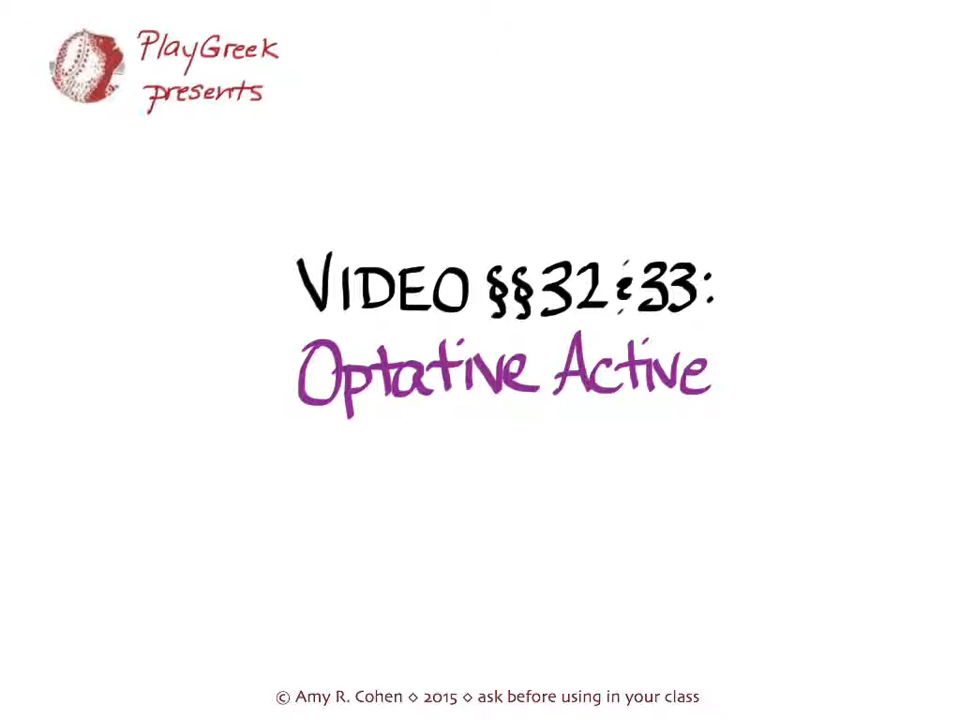 PlayGreek
presents
VIDEO §§32&33:
Optative Active
© Amy R. Cohen ◊ 2015 ◊ ask before using in your class